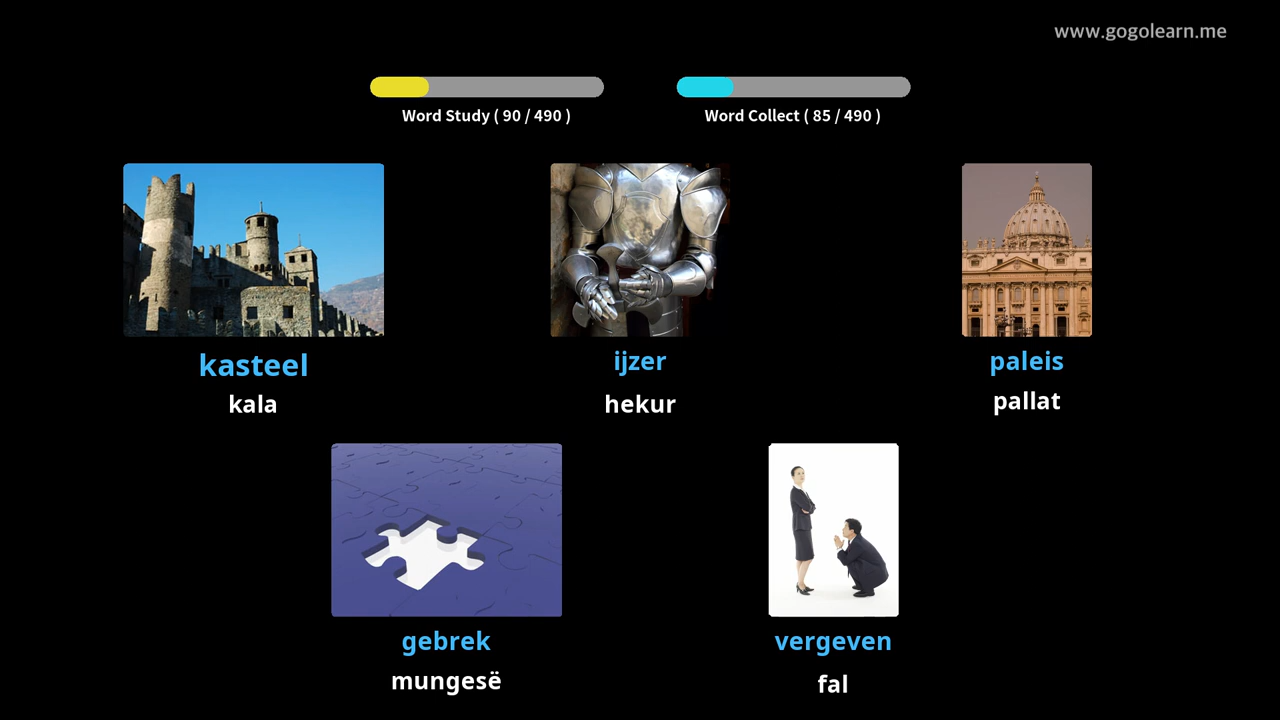 www.gogolearn.me
Word Study ( 90 / 490 )
Word Collect ( 85 / 490 )
kasteel
kala
ijzer
hekur
paleis
pallat
gebrek
mungesë
vergeven
fal